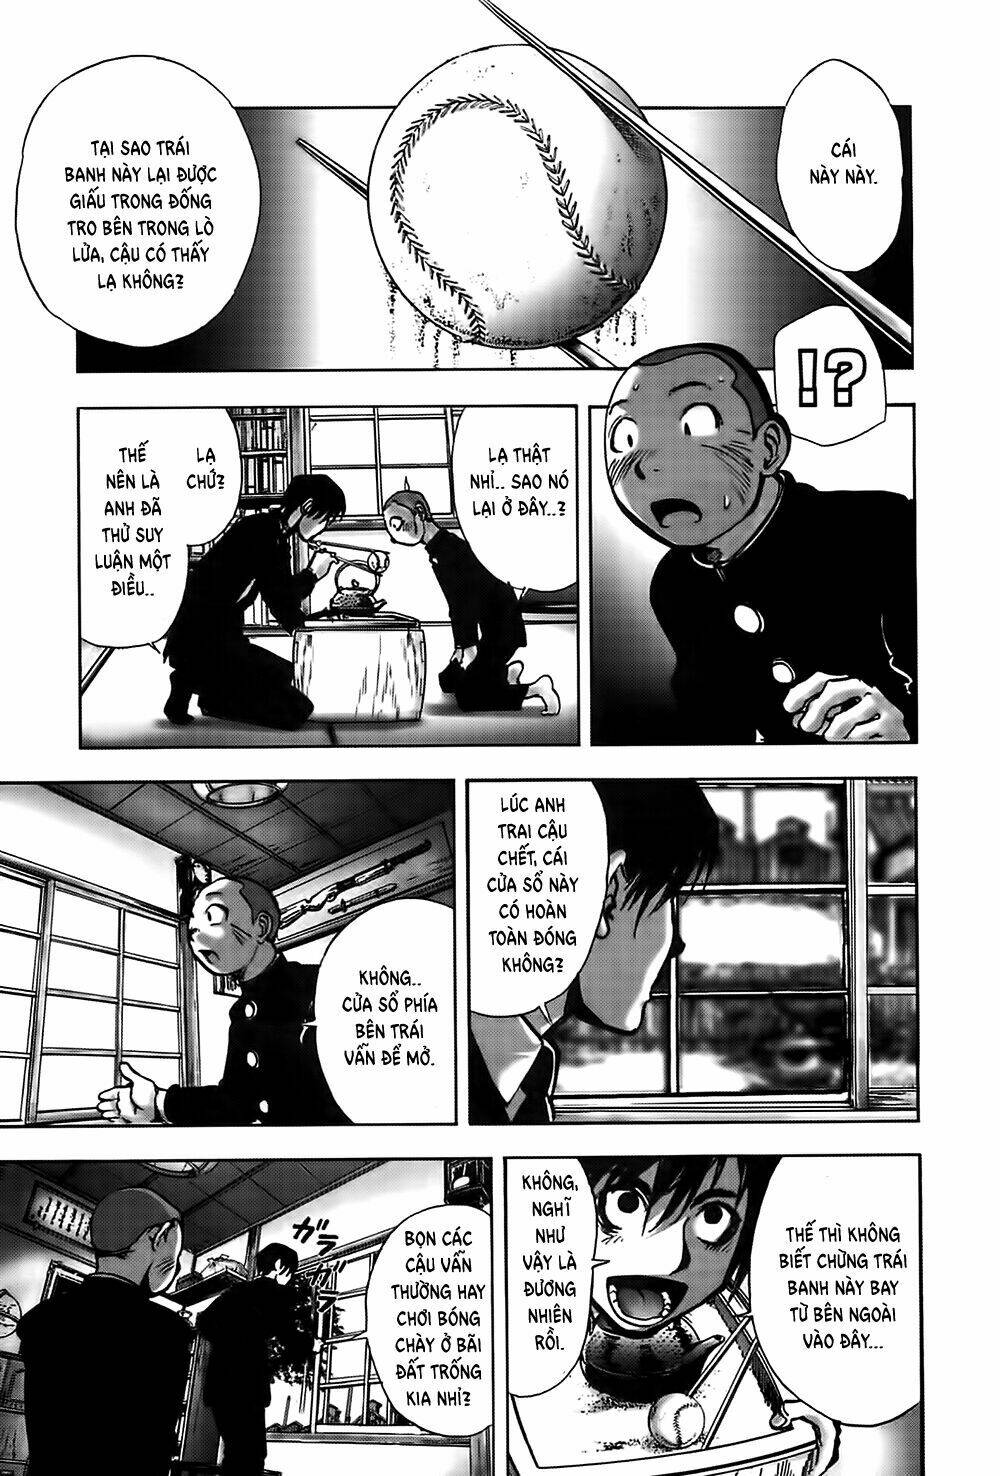 CÁI
NÀY NÀY.
TẠI SAO TRÁI
BANH NÀY LẠI ĐƯỢC
GIẤU TRONG ĐỐNG
TRO BÊN TRONG LÒ
LỬA, CẬU CÓ THẤY
LẠ KHÔNG?
!?
LẠ THẬT
NHỈ.. SAO NÓ
LẠI Ở ĐÂY..?
LẠ
CHỨ?
THẾ
NÊN LÀ
ANH ĐÃ
THỬ SUY
LUẬN MỘT
ĐIỀU..
LÚC ANH
TRAI CẬU
CHẾT, CÁI
CỬA SỔ NÀY
CÓ HOÀN
TOÀN ĐÓNG
KHÔNG?
KHÔNG..
CỬA SỔ PHÍA
BÊN TRÁI
VẪN ĐỂ MỞ.
THẾ THÌ KHÔNG
BIẾT CHỪNG TRÁI
BANH NÀY BAY
TỪ BÊN NGOÀI
VÀO ĐÂY...
KHÔNG,
NGHĨ
NHƯ
VẬY LÀ
ĐƯƠNG
NHIÊN
RỒI.
ガラ
ガラ
BỌN CÁC
CẬU VẪN
THƯỜNG HAY
CHƠI BÓNG
CHÀY Ở BÃI
ĐẤT TRỐNG
KIA NHỈ?